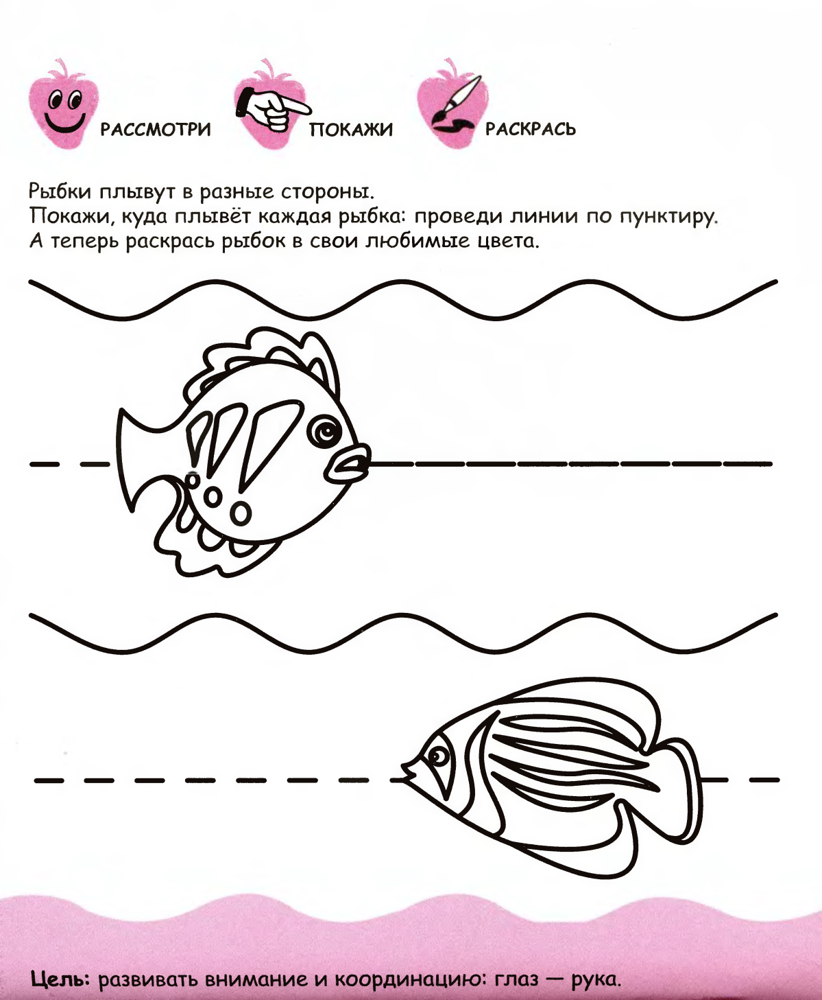 РАССМОТРИ ПОКАЖИ РАСКРАСЬ
Рыбки плывут в разные стороны.
Покажи, куда плывёт каждая рыбка: проведи линии по пунктиру.
А теперь раскрась рыбок в свои любимые цвета.
Цель: развивать внимание и координацию: глаз — рука.